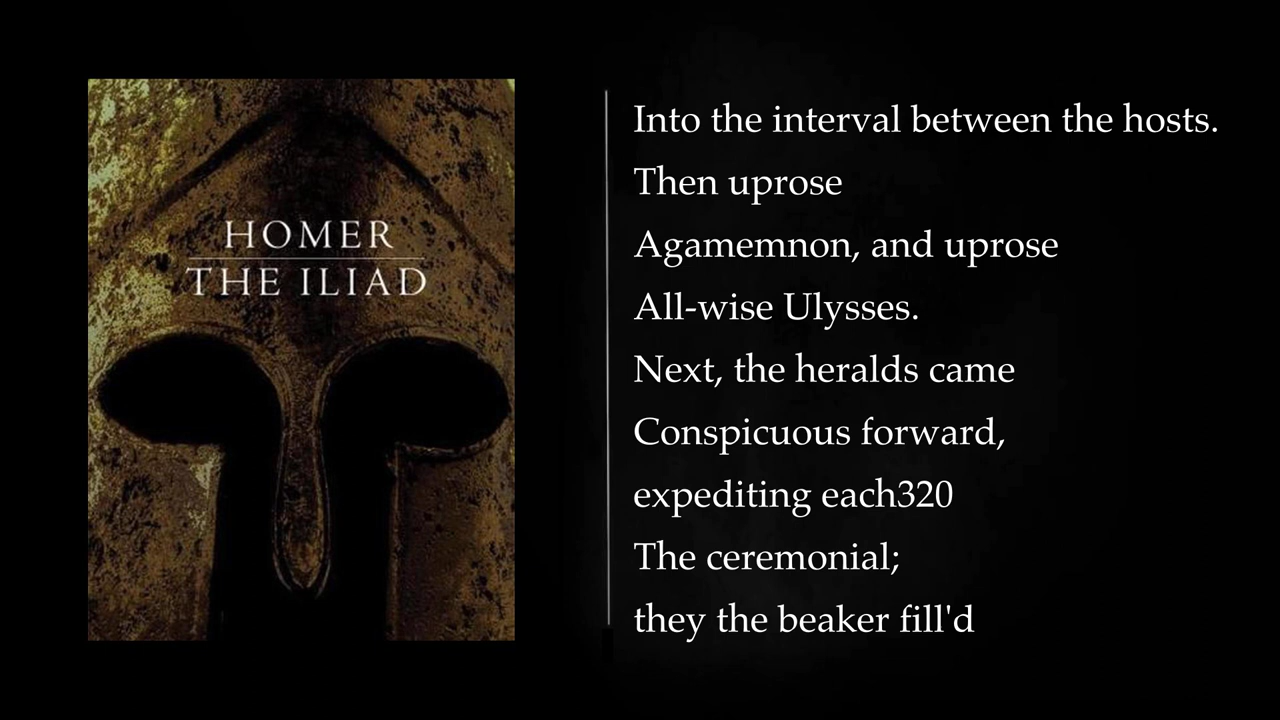 HOMER
THE ILIAD
Into the interval between the hosts.
Then uprose
Agamemnon, and uprose
All-wise Ulysses.
Next, the heralds came
Conspicuous forward,
expediting each320
The ceremonial;
they the beaker fill'd